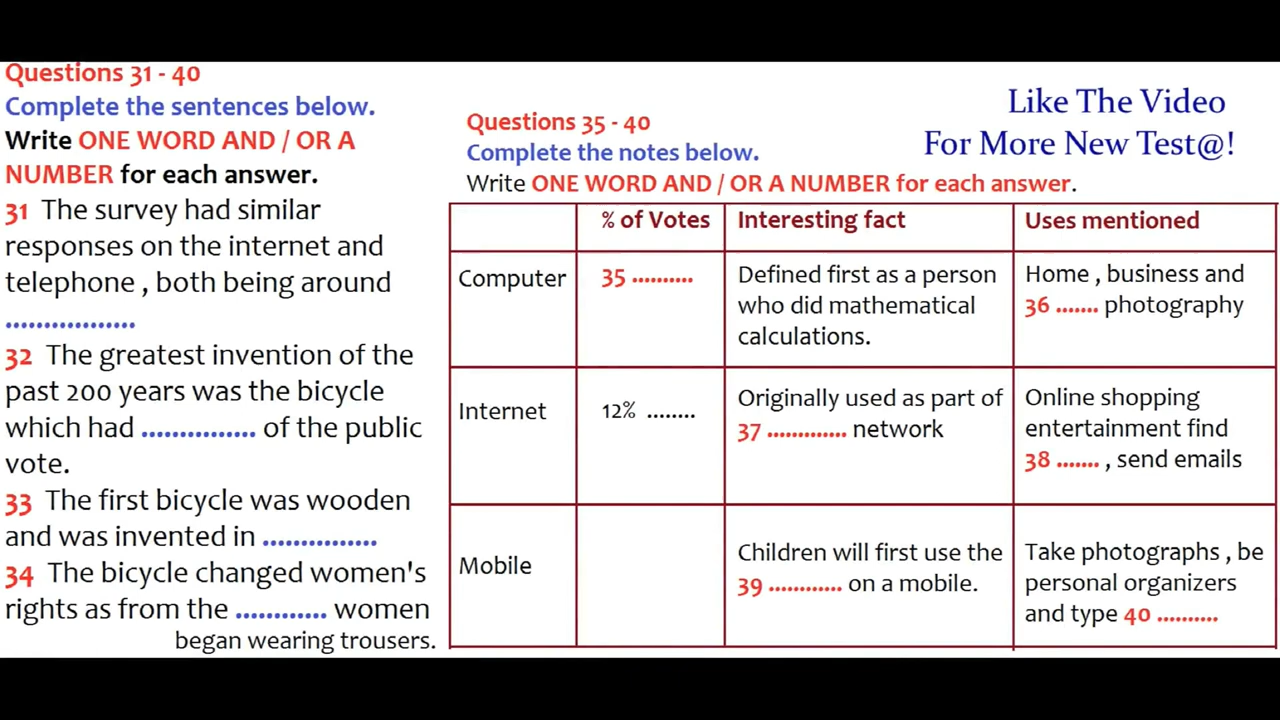 Questions 31 - 40
Complete the sentences below.
Write ONE WORD AND / OR A
NUMBER for each answer.
31 The survey had similar
responses on the internet and
telephone , both being around
.................
32 The greatest invention of the
past 200 years was the bicycle
which had ............... of the public
vote.
33 The first bicycle was wooden
and was invented in ...............
34 The bicycle changed women's
rights as from the ............ women
began wearing trousers.
Like The Video
For More New Test@!
Questions 35 - 40
Complete the notes below.
Write ONE WORD AND / OR A NUMBER for each answer.
% of Votes
Interesting fact
Uses mentioned
Computer
35 ..........
Defined first as a person
who did mathematical
calculations.
Home , business and
36 ....... photography
Internet
12% ........
Originally used as part of
37 ............. network
Online shopping
entertainment find
38 ....... , send emails
Mobile
Children will first use the
39 ............ on a mobile.
Take photographs , be
personal organizers
and type 40 ..........